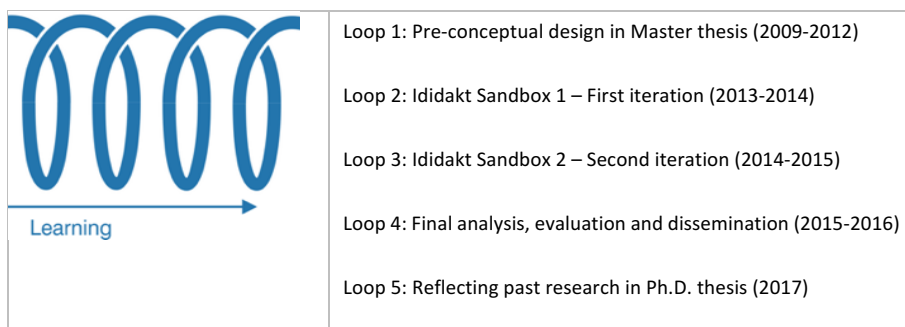 Loop 1: Pre-conceptual design in Master thesis (2009-2012)
Loop 2: Ididakt Sandbox 1 – First iteration (2013-2014)
Loop 3: Ididakt Sandbox 2 – Second iteration (2014-2015)
Learning
Loop 4: Final analysis, evaluation and dissemination (2015-2016)
Loop 5: Reflecting past research in Ph.D. thesis (2017)